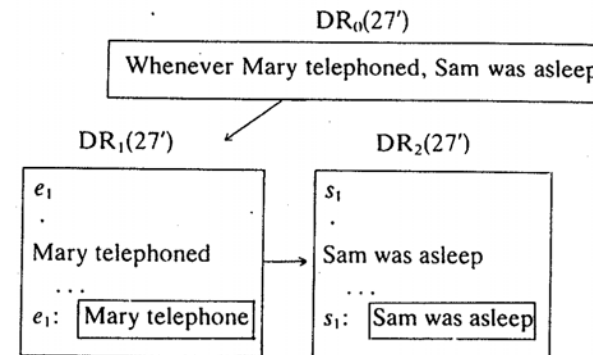 DR₀(27′)
Whenever Mary telephoned, Sam was asleep
DR₁(27′)
DR₂(27′)
e₁
.
Mary telephoned
...
e₁: Mary telephone
s₁
.
Sam was asleep
...
s₁: Sam was asleep